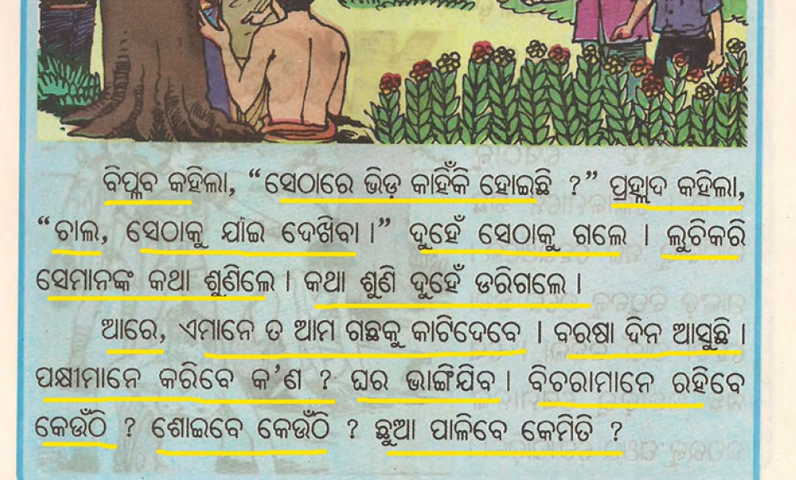 ବିପ୍ଳବ କହିଲା, “ସେଠାରେ ଭିଡ଼ କାହିଁକି ହୋଇଛି ?” ପ୍ରହ୍ଲାଦ କହିଲା,
“ଚାଲ, ସେଠାକୁ ଯାଇ ଦେଖିବା।” ଦୁହେଁ ସେଠାକୁ ଗଲେ । ଲୁଚିକରି
ସେମାନଙ୍କ କଥା ଶୁଣିଲେ। କଥା ଶୁଣି ଦୁହେଁ ଡରିଗଲେ।
ଆରେ, ଏମାନେ ତ ଆମ ଗଛକୁ କାଟିଦେବେ । ବରଷା ଦିନ ଆସୁଛି।
ପକ୍ଷୀମାନେ କରିବେ କ’ଣ ? ଘର ଭାଙ୍ଗିଯିବ। ବିଚରାମାନେ ରହିବେ
କେଉଁଠି ? ଶୋଇବେ କେଉଁଠି ? ଛୁଆ ପାଳିବେ କେମିତି ?